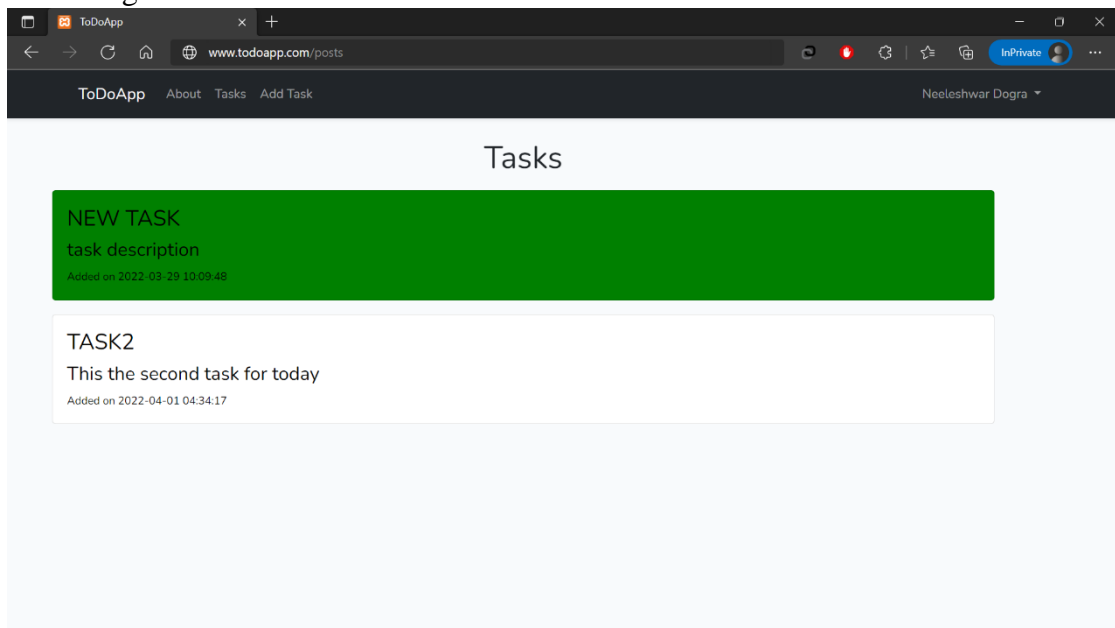 ToDoApp
www.todoapp.com/posts
InPrivate
ToDoApp About Tasks Add Task Neeleshwar Dogra
Tasks
NEW TASK
task description
Added on 2022-03-29 10:09:48
TASK2
This the second task for today
Added on 2022-04-01 04:34:17